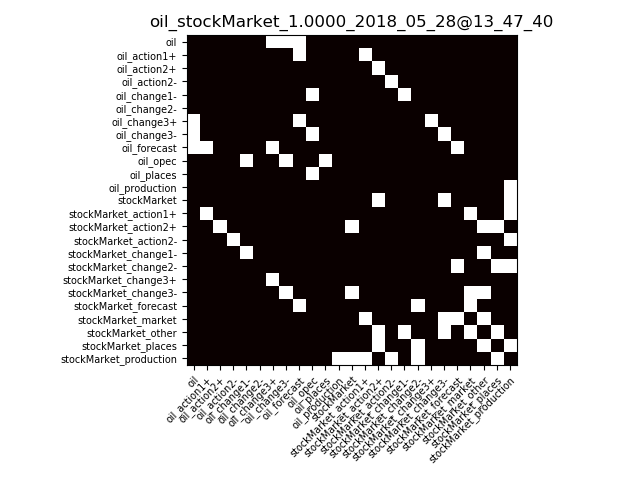 oil_stockMarket_1.0000_2018_05_28@13_47_40
oil
oil_action1+
oil_action2+
oil_action2-
oil_change1-
oil_change2-
oil_change3+
oil_change3-
oil_forecast
oil_opec
oil_places
oil_production
stockMarket
stockMarket_action1+
stockMarket_action2+
stockMarket_action2-
stockMarket_change1-
stockMarket_change2-
stockMarket_change3+
stockMarket_change3-
stockMarket_forecast
stockMarket_market
stockMarket_other
stockMarket_places
stockMarket_production
oil
oil_action1+
oil_action2+
oil_action2-
oil_change1-
oil_change2-
oil_change3+
oil_change3-
oil_forecast
oil_opec
oil_places
oil_production
stockMarket
stockMarket_action1+
stockMarket_action2+
stockMarket_action2-
stockMarket_change1-
stockMarket_change2-
stockMarket_change3+
stockMarket_change3-
stockMarket_forecast
stockMarket_market
stockMarket_other
stockMarket_places
stockMarket_production